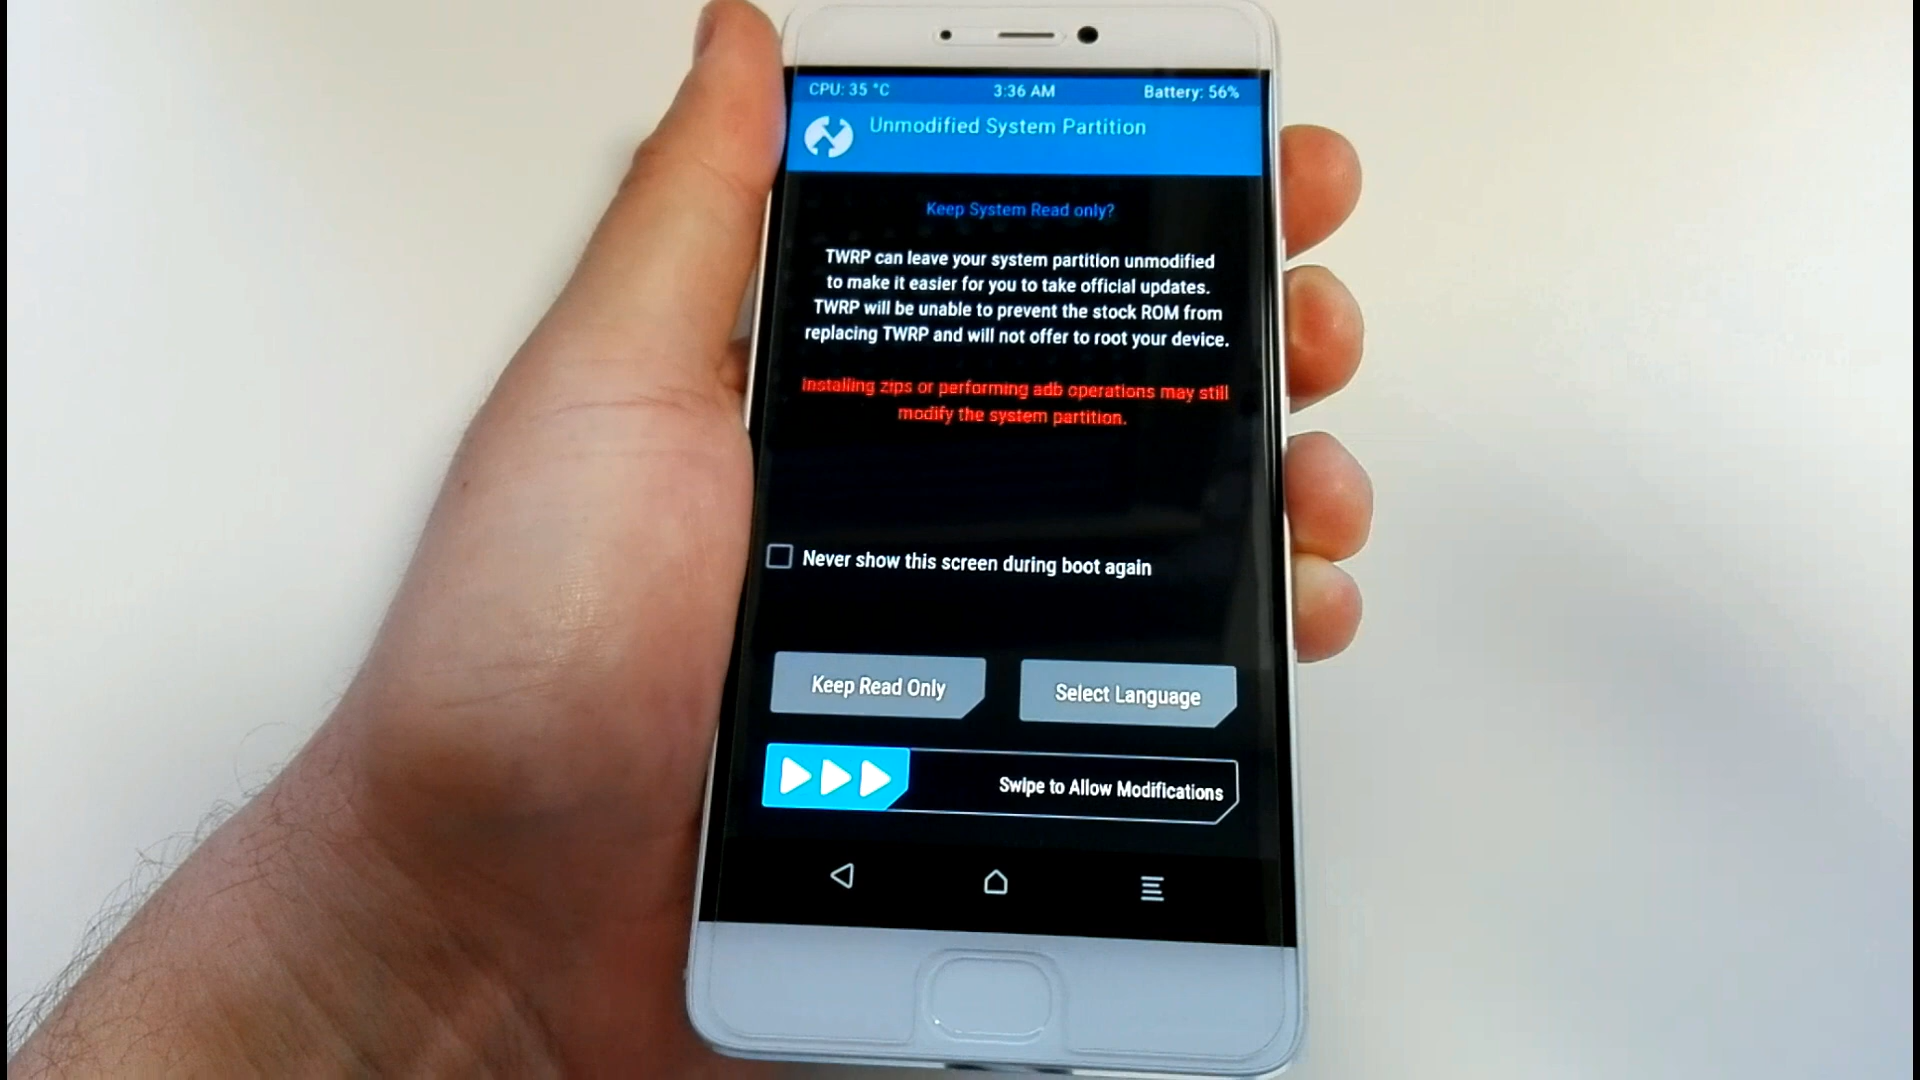 CPU: 35 °C 3:36 AM Battery: 56%
Unmodified System Partition
Keep System Read only?
TWRP can leave your system partition unmodified
to make it easier for you to take official updates.
TWRP will be unable to prevent the stock ROM from
replacing TWRP and will not offer to root your device.
Installing zips or performing adb operations may still
modify the system partition.
Never show this screen during boot again
Keep Read Only Select Language
Swipe to Allow Modifications